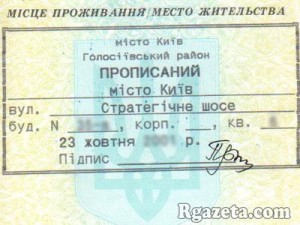 МІСЦЕ ПРОЖИВАННЯ МЕСТО ЖИТЕЛЬСТВА
місто Київ
Голосіївський район
ПРОПИСАНИЙ
місто Київ
вул. Стратегічне шосе
буд. N , корп. , кв.
23 жовтня р.
Підпис
Rgazeta.com